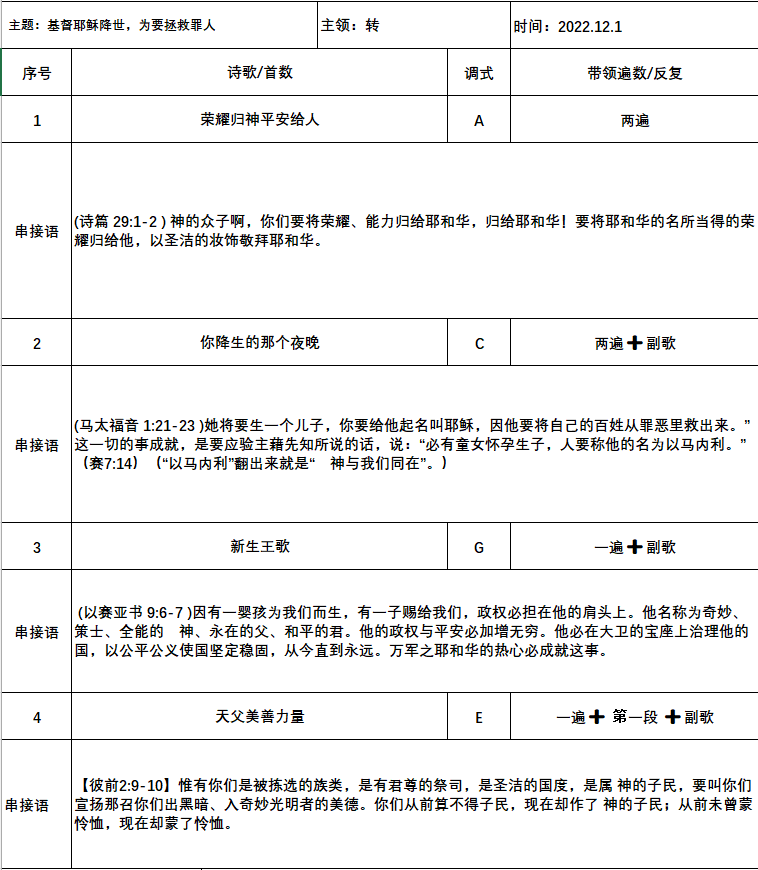 主题：基督耶稣降世，为要拯救罪人 主领：转 时间：2022.12.1
序号 诗歌/首数 调式 带领遍数/反复
1 荣耀归神平安给人 A 两遍
(诗篇 29:1-2 ) 神的众子啊，你们要将荣耀、能力归给耶和华，归给耶和华！要将耶和华的名所当得的荣
串接语
耀归给他，以圣洁的妆饰敬拜耶和华。
2 你降生的那个夜晚 C 两遍➕副歌
(马太福音 1:21-23 )她将要生一个儿子，你要给他起名叫耶稣，因他要将自己的百姓从罪恶里救出来。”
串接语 这一切的事成就，是要应验主藉先知所说的话，说：“必有童女怀孕生子，人要称他的名为以马内利。”
（赛7:14）（“以马内利”翻出来就是“　神与我们同在”。）
3 新生王歌 G 一遍➕副歌
(以赛亚书 9:6-7 )因有一婴孩为我们而生，有一子赐给我们，政权必担在他的肩头上。他名称为奇妙、
串接语 策士、全能的　神、永在的父、和平的君。他的政权与平安必加增无穷。他必在大卫的宝座上治理他的
国，以公平公义使国坚定稳固，从今直到永远。万军之耶和华的热心必成就这事。
4 天父美善力量 E 一遍➕ 第一段 ➕副歌
【彼前2:9-10】惟有你们是被拣选的族类，是有君尊的祭司，是圣洁的国度，是属 神的子民，要叫你们
串接语 宣扬那召你们出黑暗、入奇妙光明者的美德。你们从前算不得子民，现在却作了 神的子民；从前未曾蒙
怜恤，现在却蒙了怜恤。